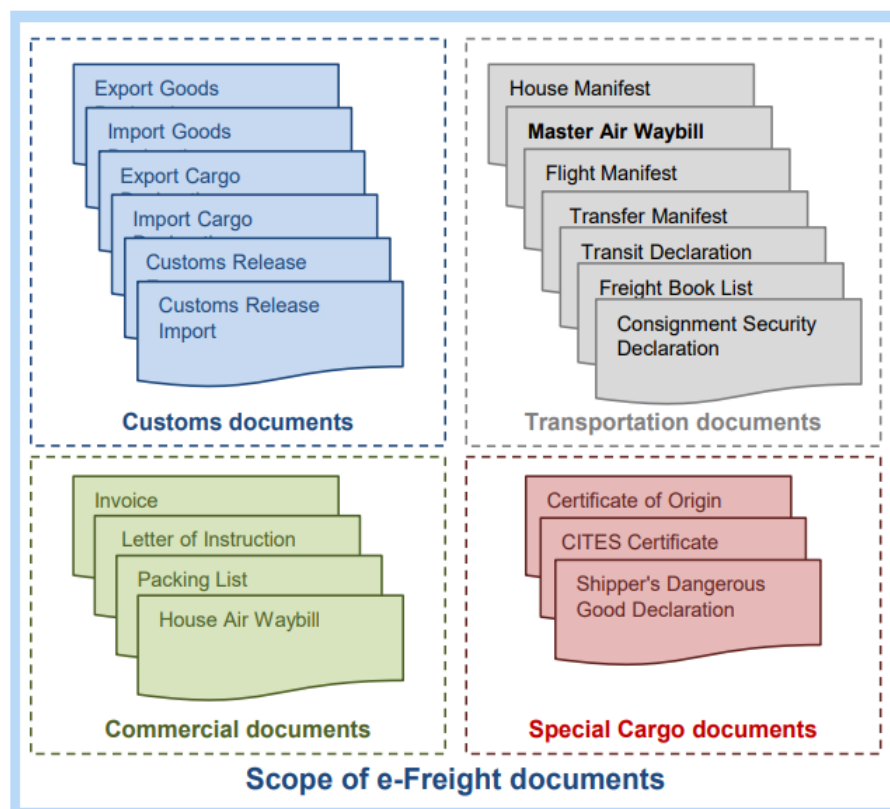 Export Goods
Import Goods
Export Cargo
Import Cargo
Customs Release
Customs Release
Import
Customs documents
House Manifest
Master Air Waybill
Flight Manifest
Transfer Manifest
Transit Declaration
Freight Book List
Consignment Security
Declaration
Transportation documents
Invoice
Letter of Instruction
Packing List
House Air Waybill
Commercial documents
Certificate of Origin
CITES Certificate
Shipper's Dangerous
Good Declaration
Special Cargo documents
Scope of e-Freight documents